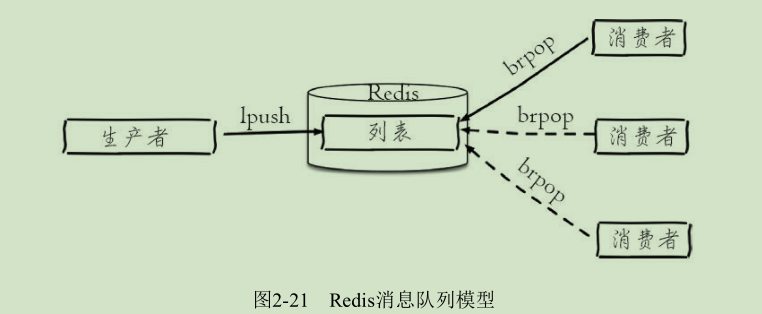 消费者
brpop
Redis
lpush
生产者
列表
brpop
消费者
brpop
消费者
图2-21 Redis消息队列模型